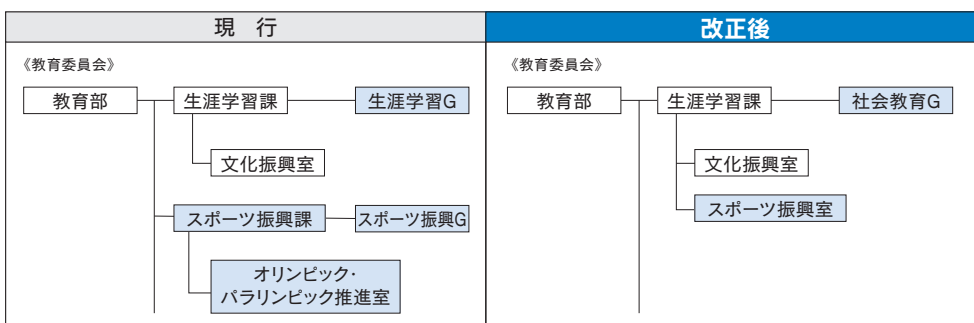 現 行
《教育委員会》
教育部
生涯学習課
生涯学習G
文化振興室
スポーツ振興課
スポーツ振興G
オリンピック・
パラリンピック推進室
改正後
《教育委員会》
教育部
生涯学習課
社会教育G
文化振興室
スポーツ振興室